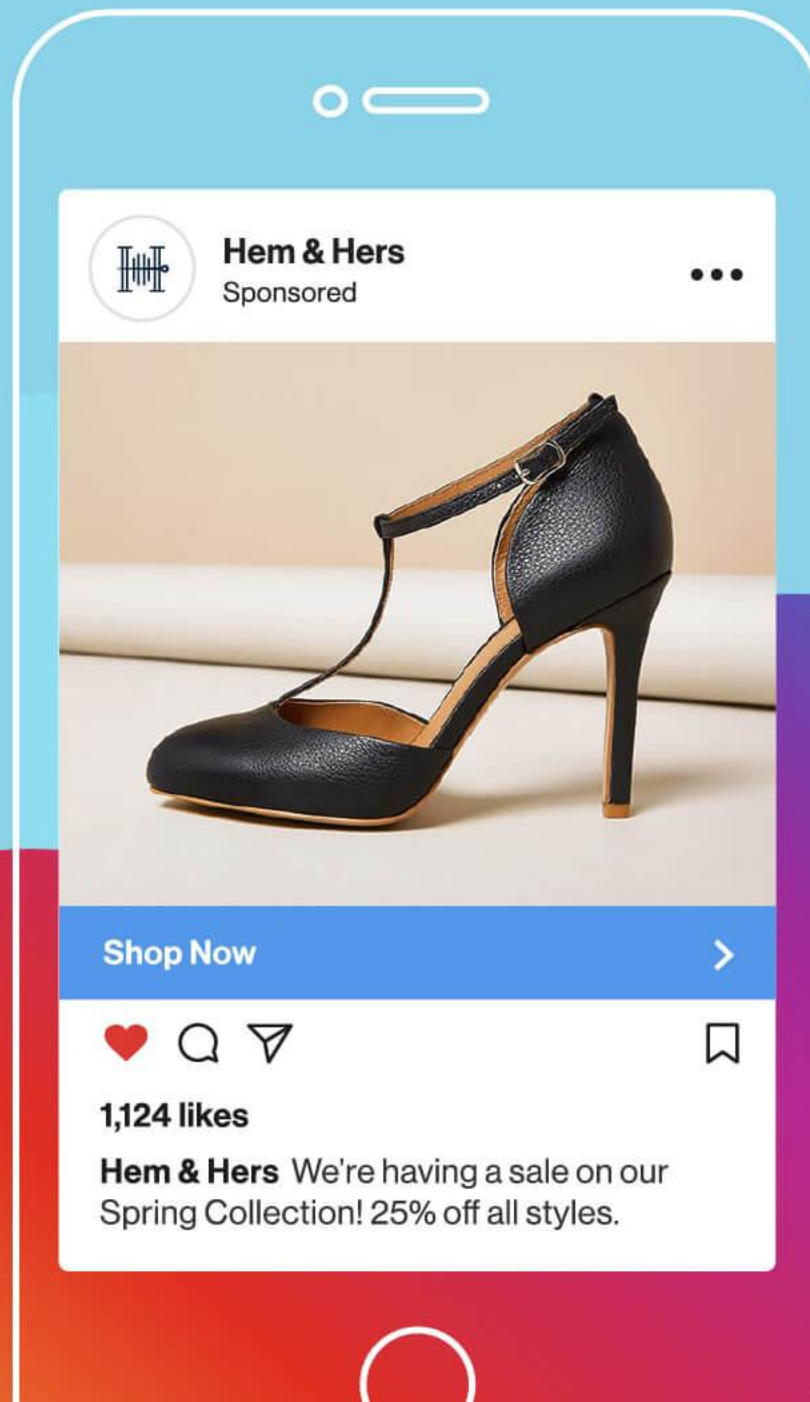 Hem & Hers
Sponsored
Shop Now
1,124 likes
Hem & Hers We're having a sale on our
Spring Collection! 25% off all styles.